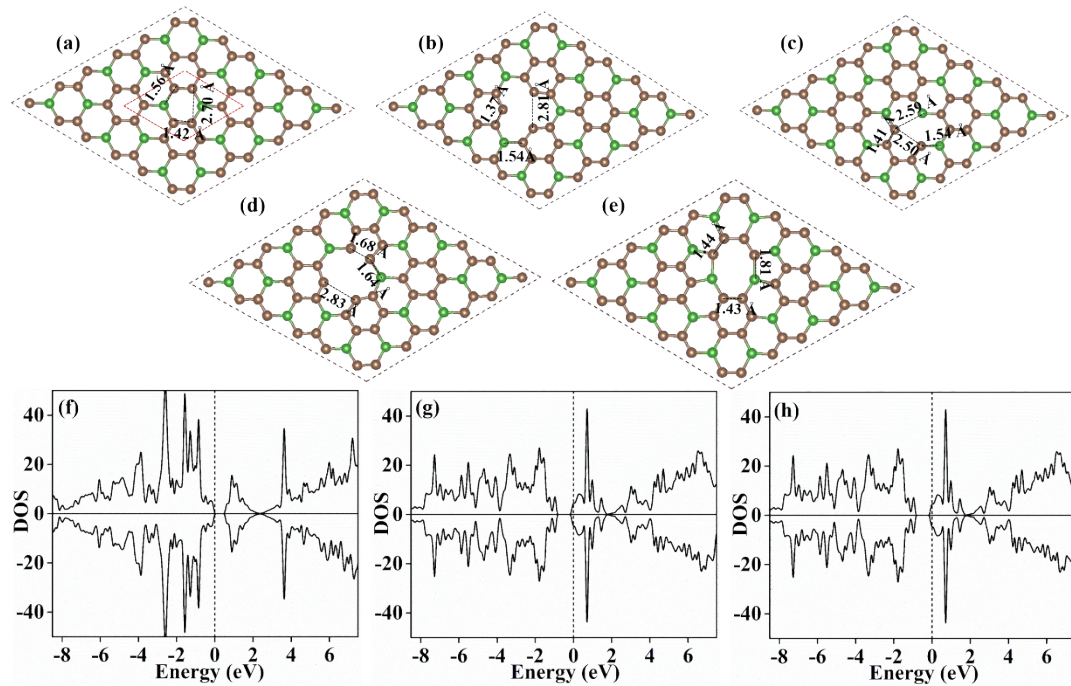 (a)
1.56 Å
2.70 Å
1.42 Å
(b)
1.37 Å
2.81 Å
1.54Å
(c)
2.59 Å
1.41 Å
1.54 Å
2.50 Å
(d)
1.68 Å
1.64 Å
2.83 Å
(e)
1.44 Å
1.81 Å
1.43 Å
(f)
40
20
0
-20
-40
DOS
-8 -6 -4 -2 0 2 4 6
Energy (eV)
(g)
40
20
0
-20
-40
DOS
-8 -6 -4 -2 0 2 4 6
Energy (eV)
(h)
40
20
0
-20
-40
DOS
-8 -6 -4 -2 0 2 4 6
Energy (eV)